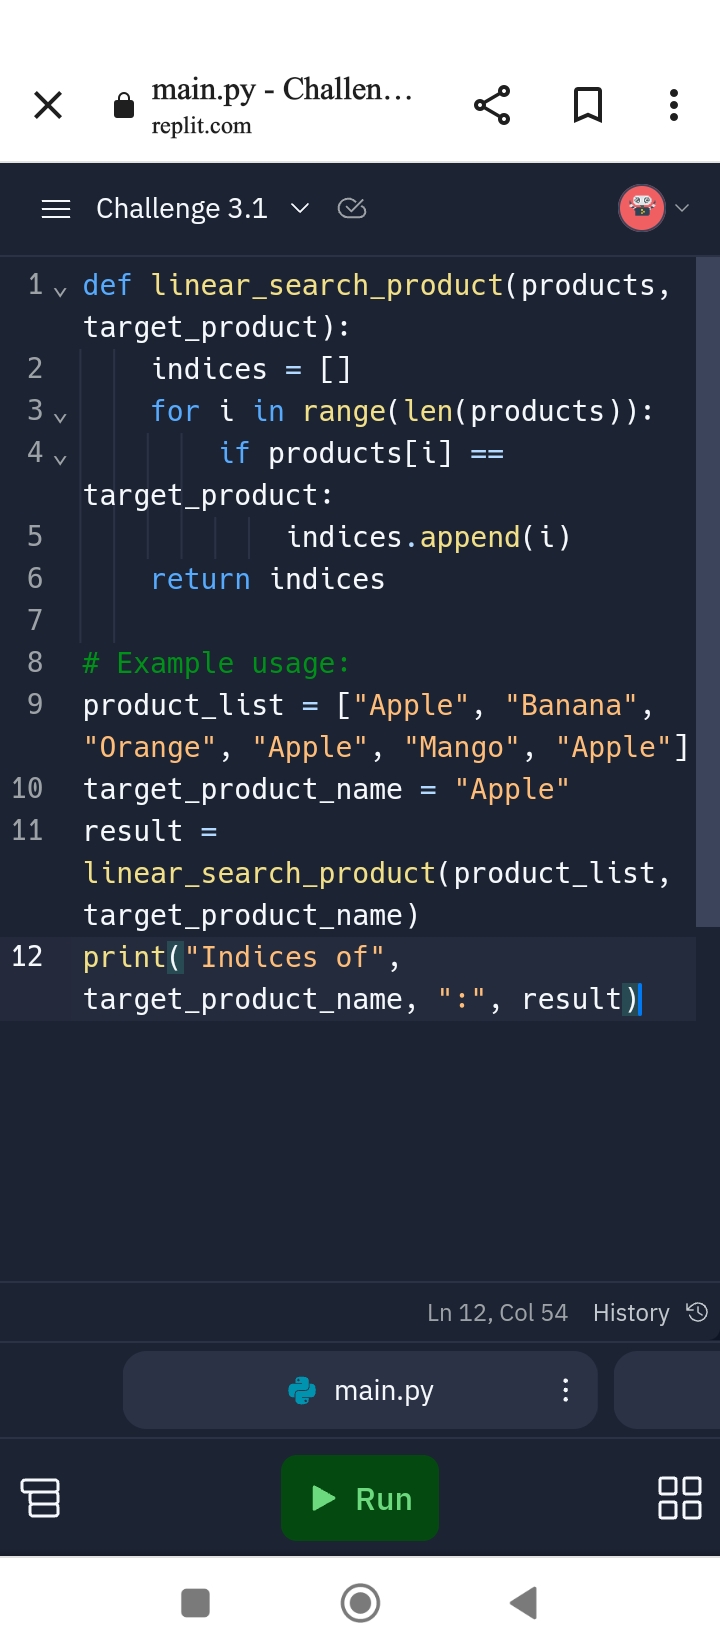 main.py - Challen...
replit.com
Challenge 3.1
1 def linear_search_product(products,
target_product):
2     indices = []
3     for i in range(len(products)):
4         if products[i] ==
target_product:
5             indices.append(i)
6     return indices
7
8 # Example usage:
9 product_list = ["Apple", "Banana",
"Orange", "Apple", "Mango", "Apple"]
10 target_product_name = "Apple"
11 result =
linear_search_product(product_list,
target_product_name)
12 print("Indices of",
target_product_name, ":", result)
Ln 12, Col 54 History
main.py
Run